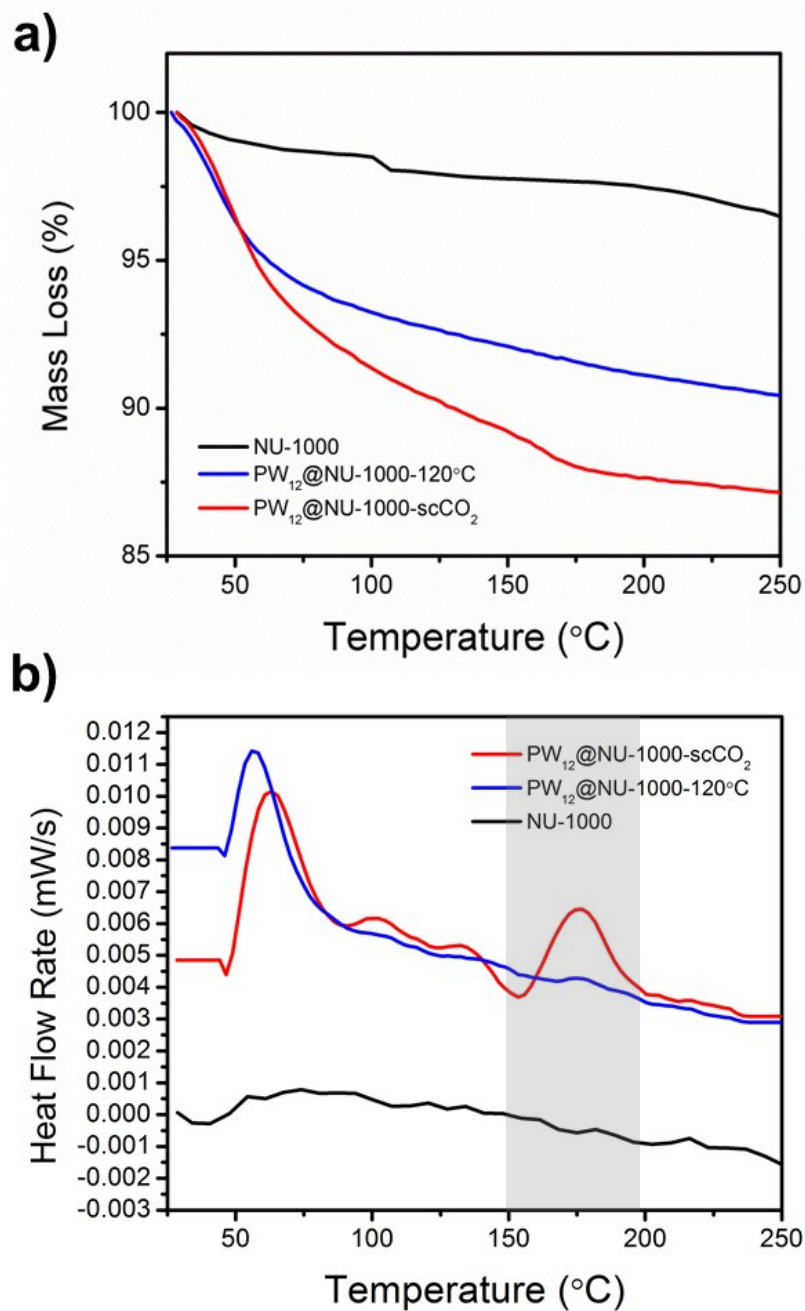 a)
Mass Loss (%)
100
95
90
85
NU-1000
PW₁₂@NU-1000-120°C
PW₁₂@NU-1000-scCO₂
50 100 150 200 250
Temperature (°C)
b)
Heat Flow Rate (mW/s)
0.012
0.011
0.010
0.009
0.008
0.007
0.006
0.005
0.004
0.003
0.002
0.001
0.000
-0.001
-0.002
-0.003
PW₁₂@NU-1000-scCO₂
PW₁₂@NU-1000-120°C
NU-1000
50 100 150 200 250
Temperature (°C)